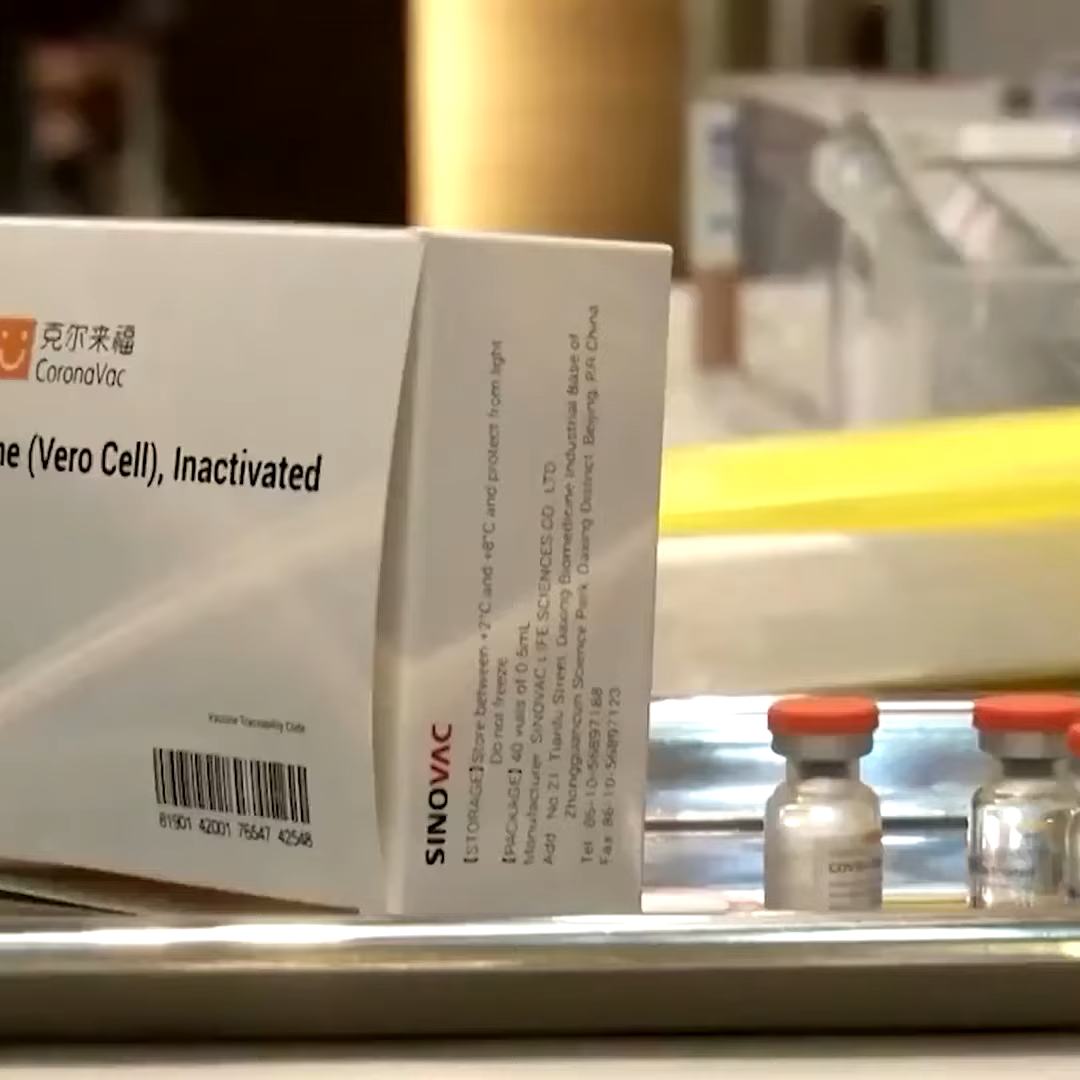 克尔来福
CoronaVac
ne (Vero Cell), Inactivated
Vaccine Traceability Code
81901 42001 76547 42548
SINOVAC
【STORAGE】Store between +2°C and +8°C and protect from light
Do not freeze
【PACKAGE】40 vials of 0.5mL
Manufacturer SINOVAC LIFE SCIENCES CO. LTD
Add No.21 Tianfu Street Daxing Biomedicine Industrial Base of
Zhongguancun Science Park Daxing District Beijing P.R. China
Tel 86-10-56897188
Fax 86-10-56897123